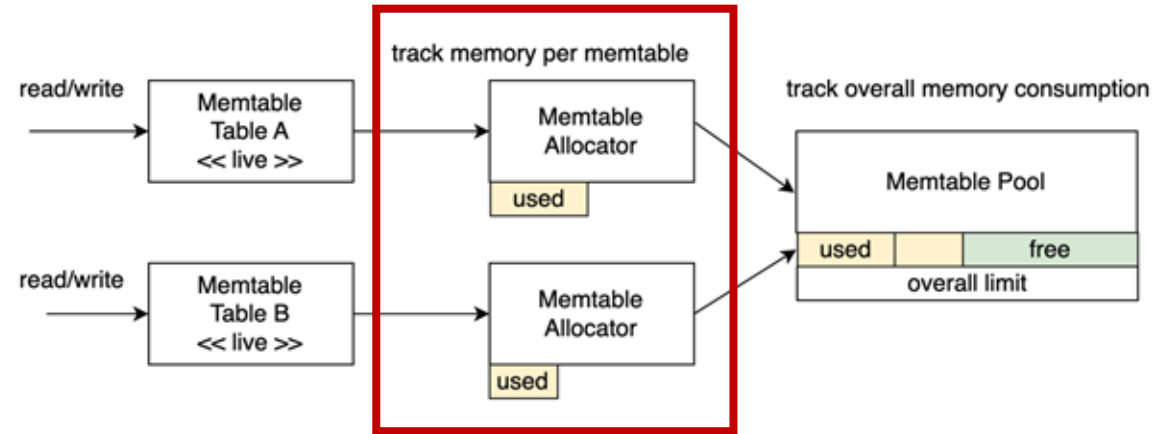 track memory per memtable
read/write
Memtable
Table A
<< live >>
Memtable
Allocator
used
track overall memory consumption
Memtable Pool
used
free
overall limit
read/write
Memtable
Table B
<< live >>
Memtable
Allocator
used